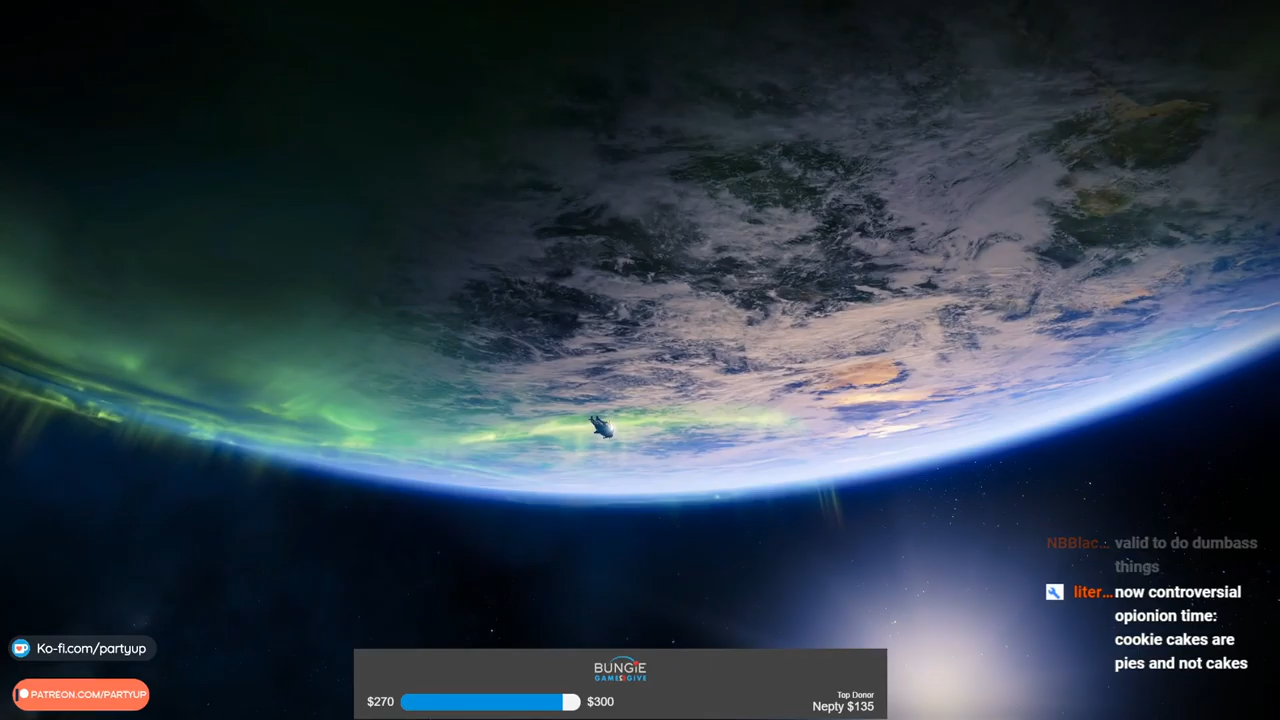 NBBlac... valid to do dumbass
things
liter... now controversial
opionion time:
cookie cakes are
pies and not cakes
Ko-fi.com/partyup
PATREON.COM/PARTYUP
BUNGIE
GAMES2GIVE
$270 $300
Top Donor
Nepty $135